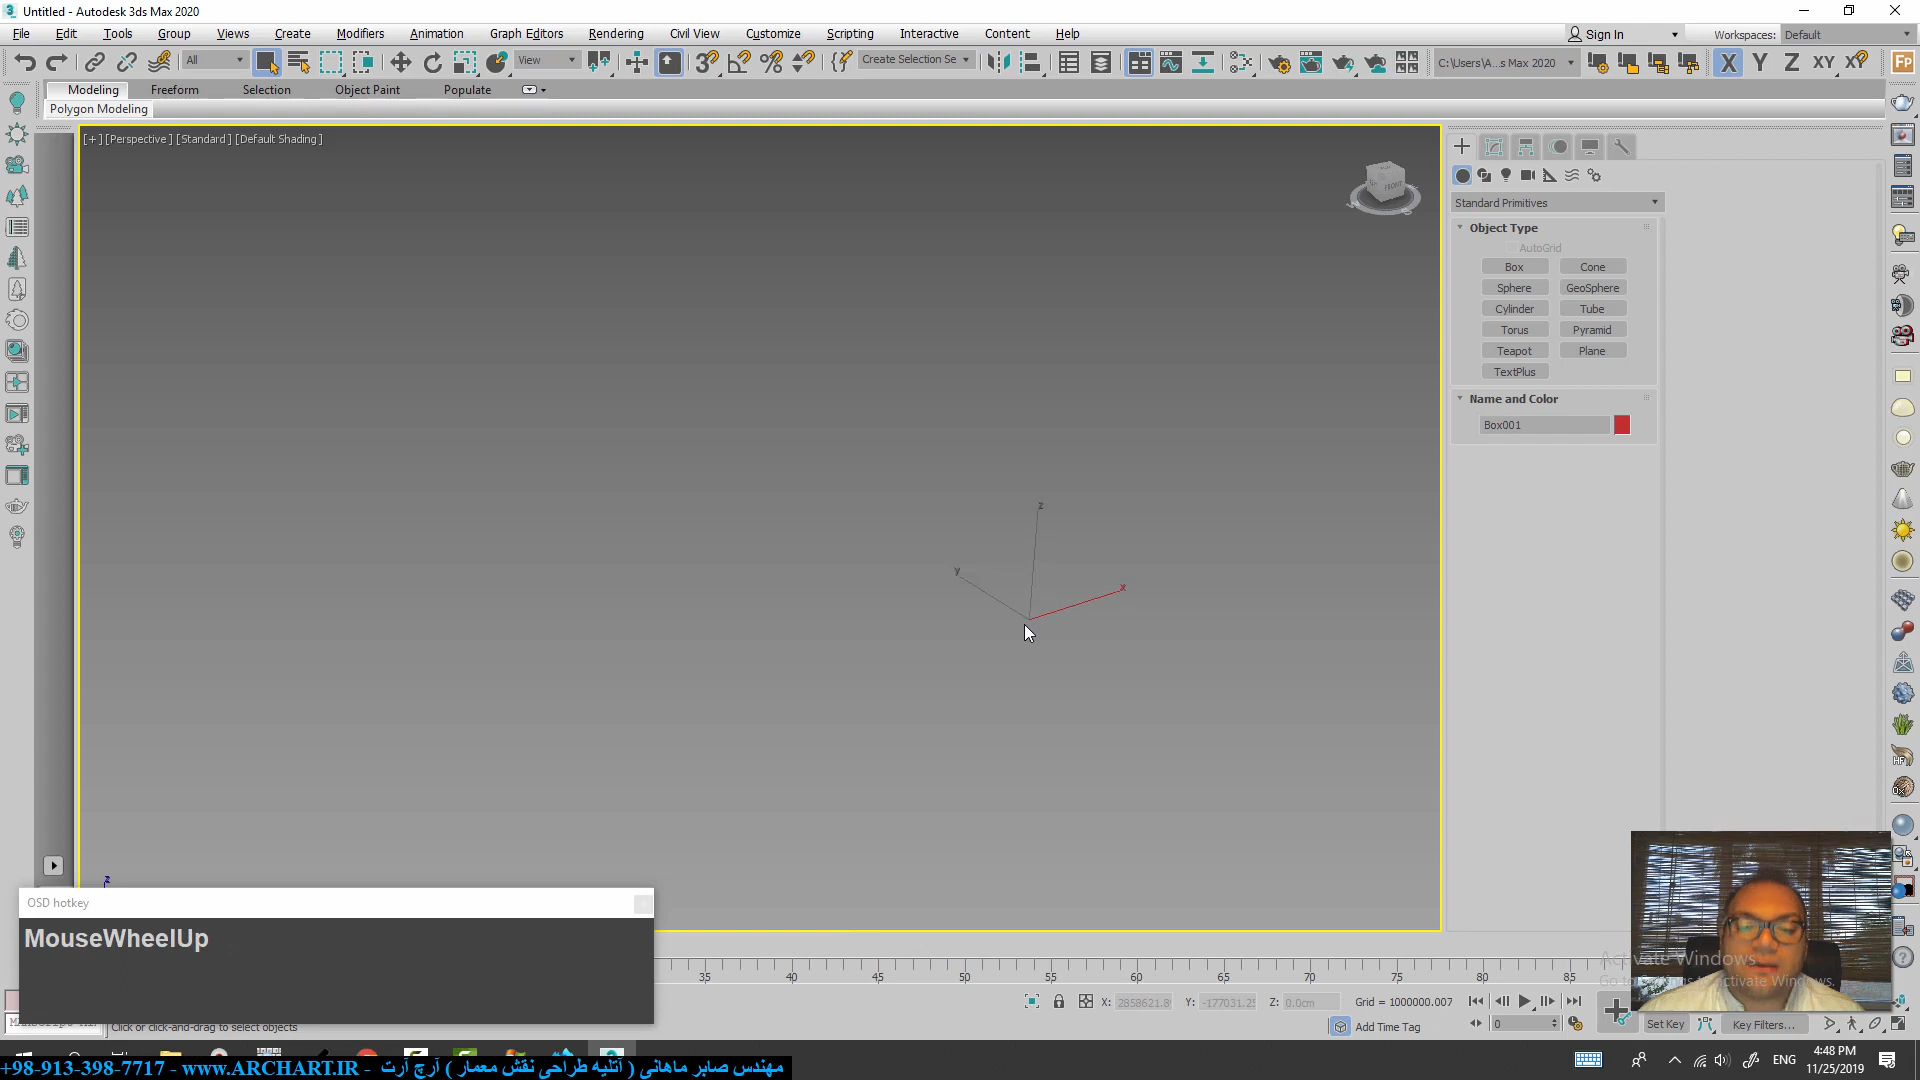 Untitled - Autodesk 3ds Max 2020
File Edit Tools Group Views Create Modifiers Animation Graph Editors Rendering Civil View Customize Scripting Interactive Content Help
Sign In Workspaces: Default
All View Create Selection Se C:\Users\A...s Max 2020 X Y Z XY
Modeling Freeform Selection Object Paint Populate
Polygon Modeling
[+] [Perspective] [Standard] [Default Shading]
FRONT
Standard Primitives
Object Type
AutoGrid
Box Cone
Sphere GeoSphere
Cylinder Tube
Torus Pyramid
Teapot Plane
TextPlus
Name and Color
Box001
z
y
x
z
OSD hotkey
MouseWheelUp
35 40 45 50 55 60 65 70 75 80 85
X: 2858621.8 Y: -177031.25 Z: 0.0cm Grid = 1000000.007
Click or click-and-drag to select objects
Add Time Tag 0 Set Key Key Filters...
Activate Windows
Go to Settings to activate Windows.
ENG 4:48 PM
11/25/2019
مهندس صابر ماهانی ( آتلیه طراحی نقش معمار ) آرچ آرت - www.ARCHART.IR - +98-913-398-7717